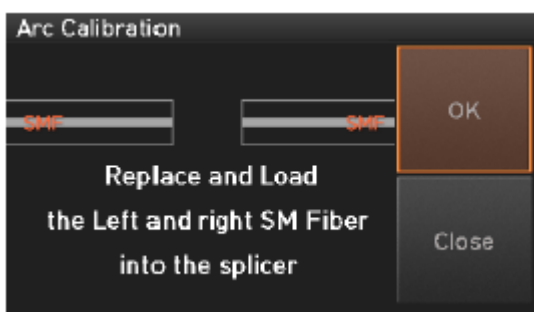 Arc Calibration
SMF
SMF
OK
Replace and Load
the Left and right SM Fiber
into the splicer
Close